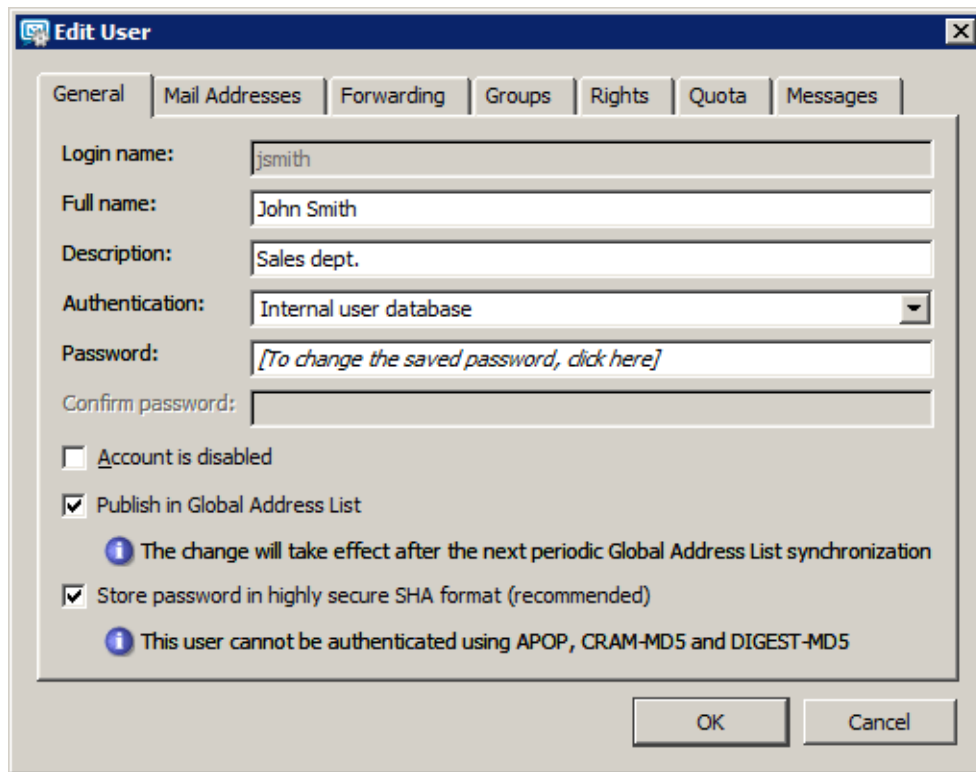 Edit User
General Mail Addresses Forwarding Groups Rights Quota Messages
Login name: jsmith
Full name: John Smith
Description: Sales dept.
Authentication: Internal user database
Password: [To change the saved password, click here]
Confirm password:
Account is disabled
Publish in Global Address List
The change will take effect after the next periodic Global Address List synchronization
Store password in highly secure SHA format (recommended)
This user cannot be authenticated using APOP, CRAM-MD5 and DIGEST-MD5
OK Cancel